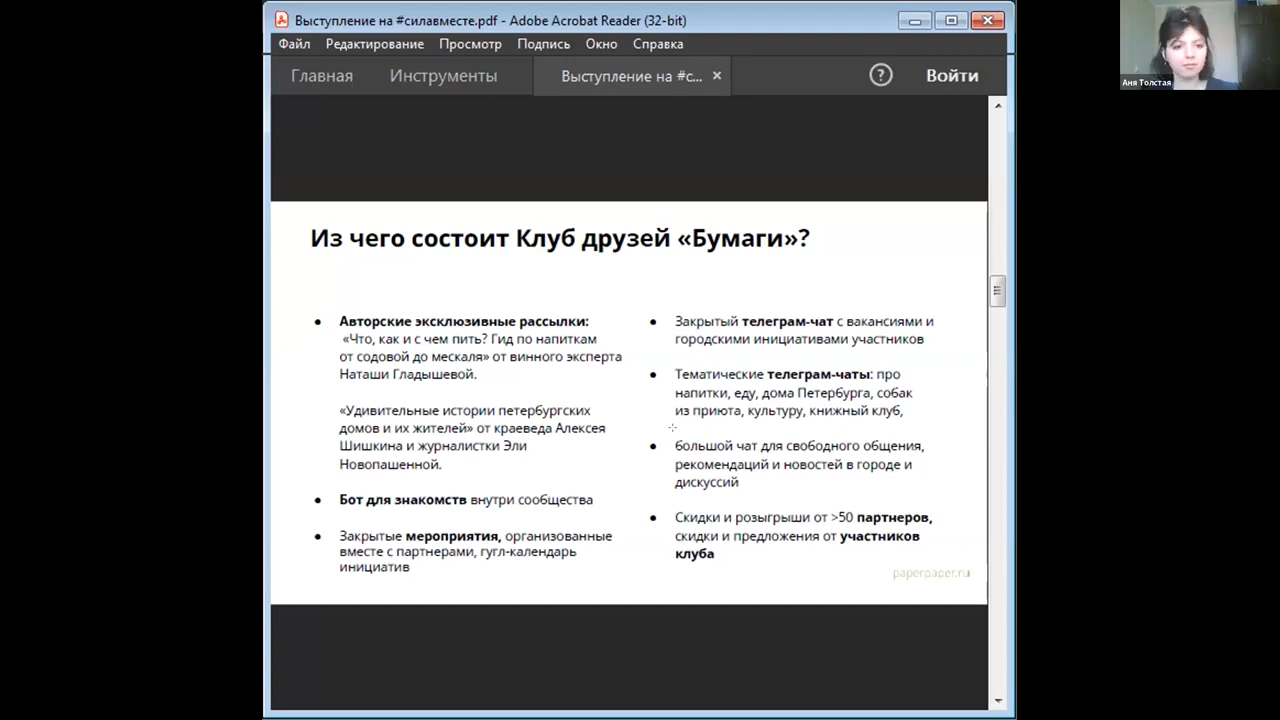 Выступление на #силавместе.pdf - Adobe Acrobat Reader (32-bit)
Файл Редактирование Просмотр Подпись Окно Справка
Главная Инструменты Выступление на #с... × ? Войти
Аня Толстая
Из чего состоит Клуб друзей «Бумаги»?
● Авторские эксклюзивные рассылки:
«Что, как и с чем пить? Гид по напиткам
от содовой до мескаля» от винного эксперта
Наташи Гладышевой.
«Удивительные истории петербургских
домов и их жителей» от краеведа Алексея
Шишкина и журналистки Эли
Новопашенной.
● Бот для знакомств внутри сообщества
● Закрытые мероприятия, организованные
вместе с партнерами, гугл-календарь
инициатив
● Закрытый телеграм-чат с вакансиями и
городскими инициативами участников
● Тематические телеграм-чаты: про
напитки, еду, дома Петербурга, собак
из приюта, культуру, книжный клуб,
● большой чат для свободного общения,
рекомендаций и новостей в городе и
дискуссий
● Скидки и розыгрыши от >50 партнеров,
скидки и предложения от участников
клуба
paperpaper.ru